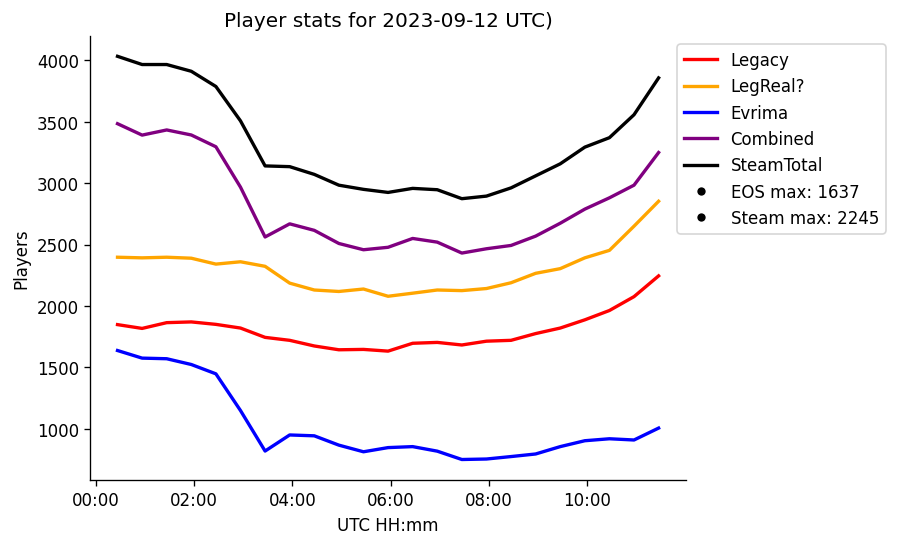 Player stats for 2023-09-12 UTC)
4000
3500
3000
2500
2000
1500
1000
Players
00:00
02:00
04:00
06:00
08:00
10:00
UTC HH:mm
Legacy
LegReal?
Evrima
Combined
SteamTotal
EOS max: 1637
Steam max: 2245